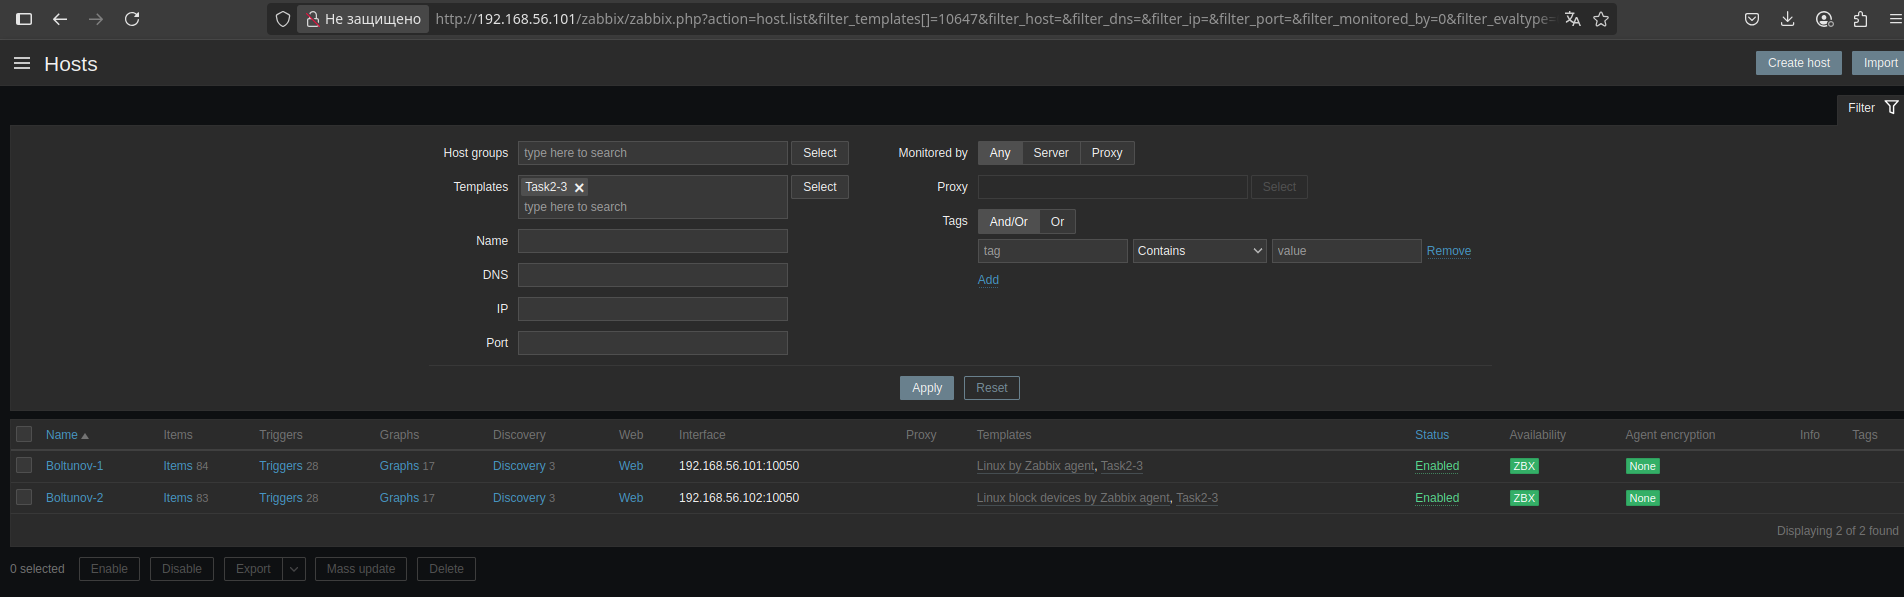 Не защищено http://192.168.56.101/zabbix/zabbix.php?action=host.list&filter_templates[]=10647&filter_host=&filter_dns=&filter_ip=&filter_port=&filter_monitored_by=0&filter_evaltype=
Hosts Create host Import
Filter
Host groups type here to search Select Monitored by Any Server Proxy
Templates Task2-3 Select Proxy Select
type here to search
Tags And/Or Or
Name
tag Contains value Remove
DNS
Add
IP
Port
Apply Reset
Name Items Triggers Graphs Discovery Web Interface Proxy Templates Status Availability Agent encryption Info Tags
Boltunov-1 Items 84 Triggers 28 Graphs 17 Discovery 3 Web 192.168.56.101:10050 Linux by Zabbix agent, Task2-3 Enabled ZBX None
Boltunov-2 Items 83 Triggers 28 Graphs 17 Discovery 3 Web 192.168.56.102:10050 Linux block devices by Zabbix agent, Task2-3 Enabled ZBX None
Displaying 2 of 2 found
0 selected Enable Disable Export Mass update Delete